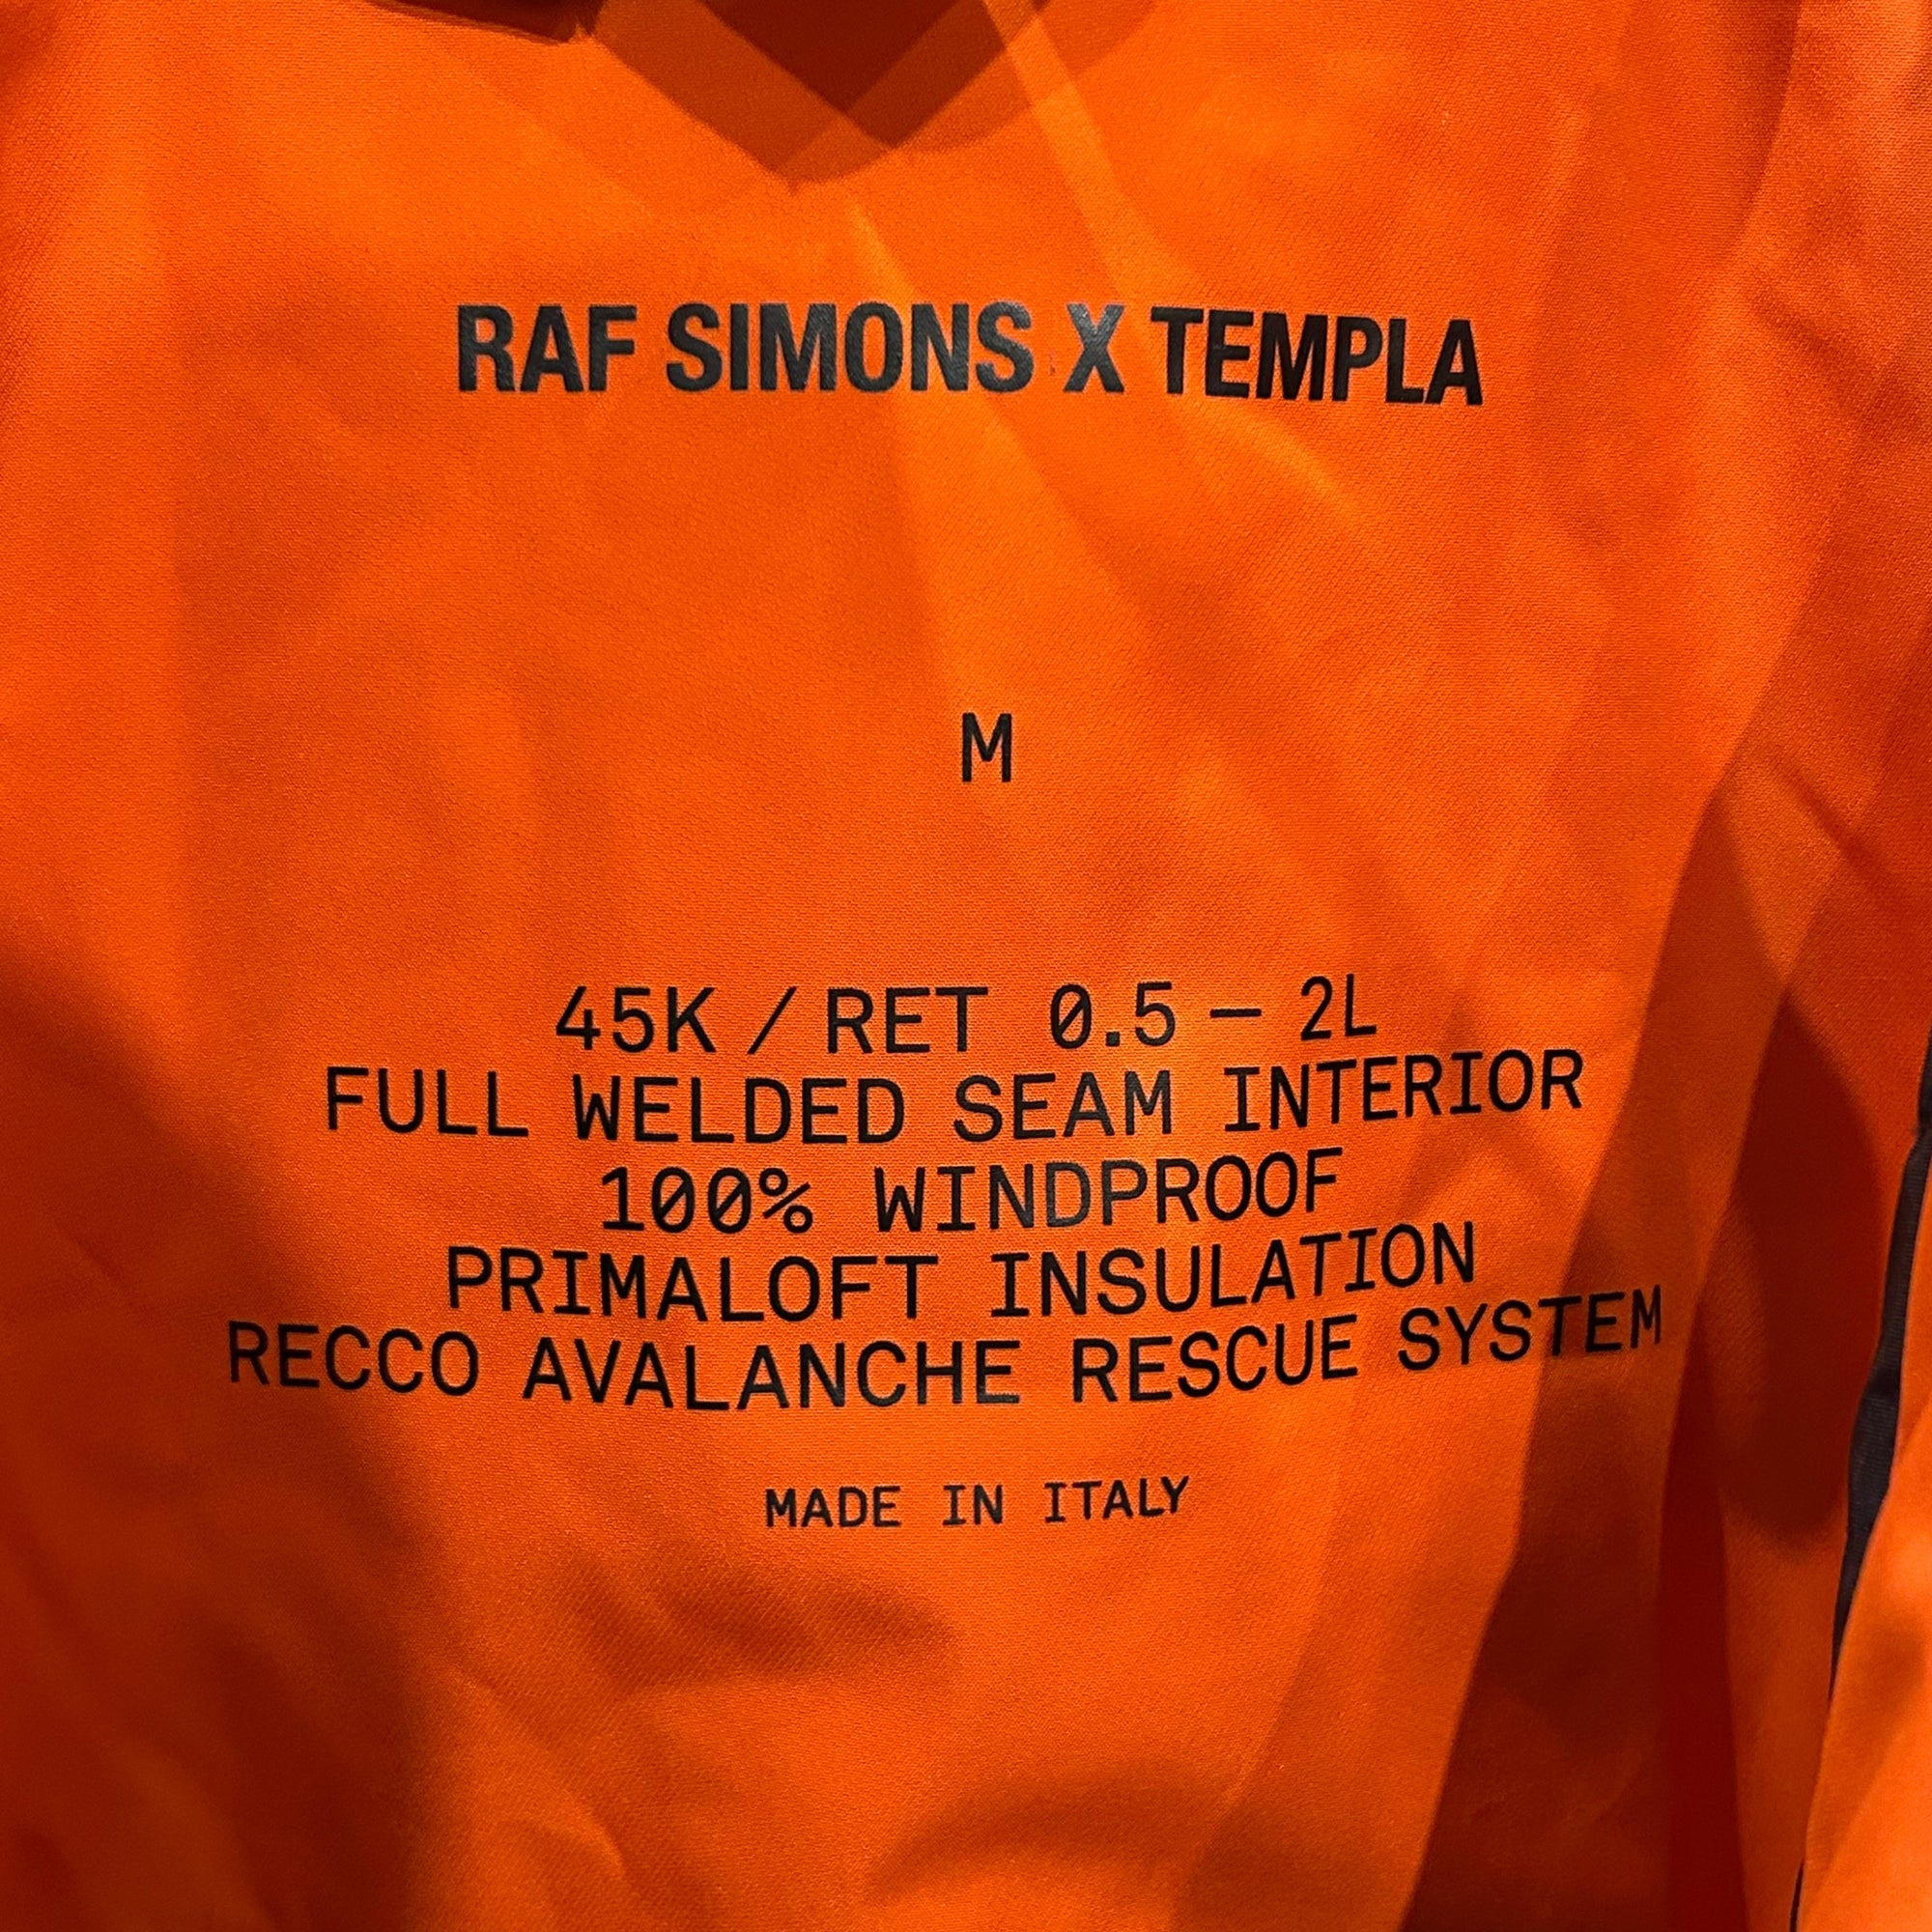 RAF SIMONS X TEMPLA
M
45K / RET 0.5 — 2L
FULL WELDED SEAM INTERIOR
100% WINDPROOF
PRIMALOFT INSULATION
RECCO AVALANCHE RESCUE SYSTEM
MADE IN ITALY